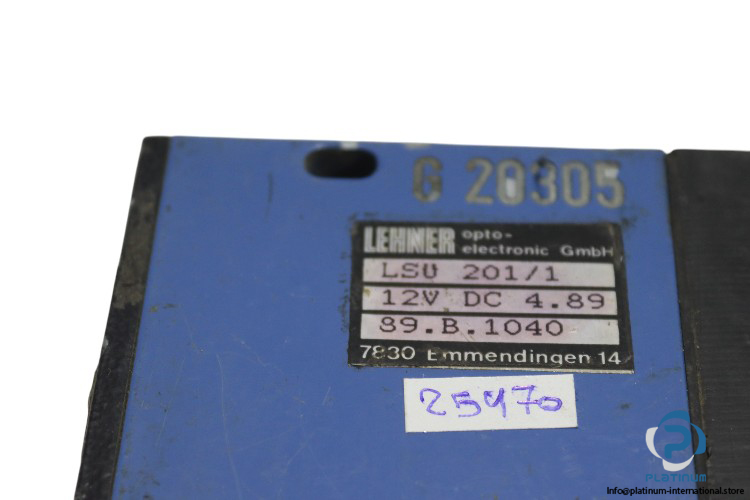 G 20305
LEHNER opto-
electronic GmbH
LSU 201/1
12V DC 4.89
89.B.1040
7830 Emmendingen 14
25470
PLATINUM
Info@platinum-international.store